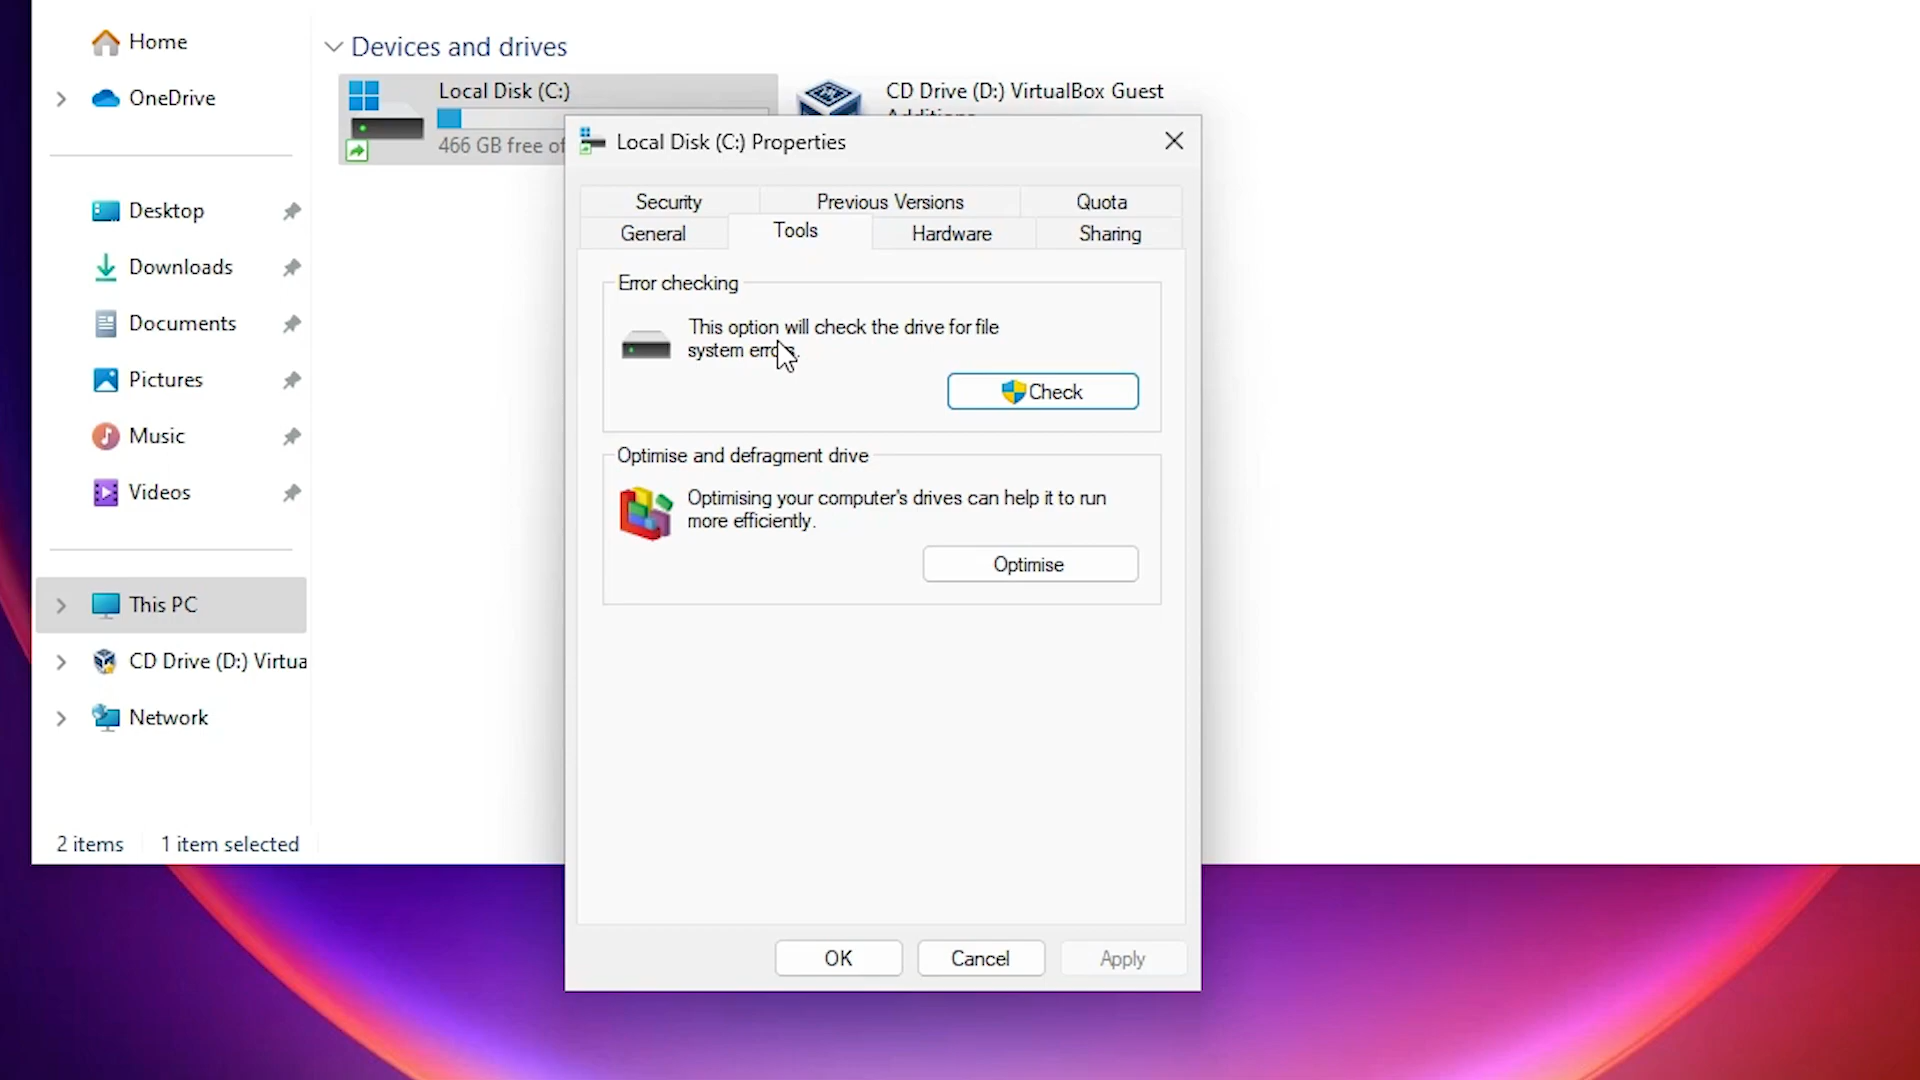 Home
OneDrive
Desktop
Downloads
Documents
Pictures
Music
Videos
This PC
CD Drive (D:) Virtua
Network
2 items
1 item selected
Devices and drives
Local Disk (C:)
466 GB free of
CD Drive (D:) VirtualBox Guest
Local Disk (C:) Properties
Security
Previous Versions
Quota
General
Tools
Hardware
Sharing
Error checking
This option will check the drive for file
system errors.
Check
Optimise and defragment drive
Optimising your computer's drives can help it to run
more efficiently.
Optimise
OK
Cancel
Apply